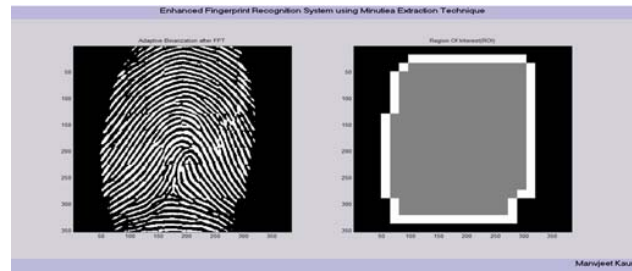 Enhanced Fingerprint Recognition System using Minutiea Extraction Technique
Adaptive Binarization after FFT
Region Of Interest(ROI)
50
100
150
200
250
300
350
50 100 150 200 250 300 350
50
100
150
200
250
300
350
50 100 150 200 250 300 350
Manvjeet Kaur